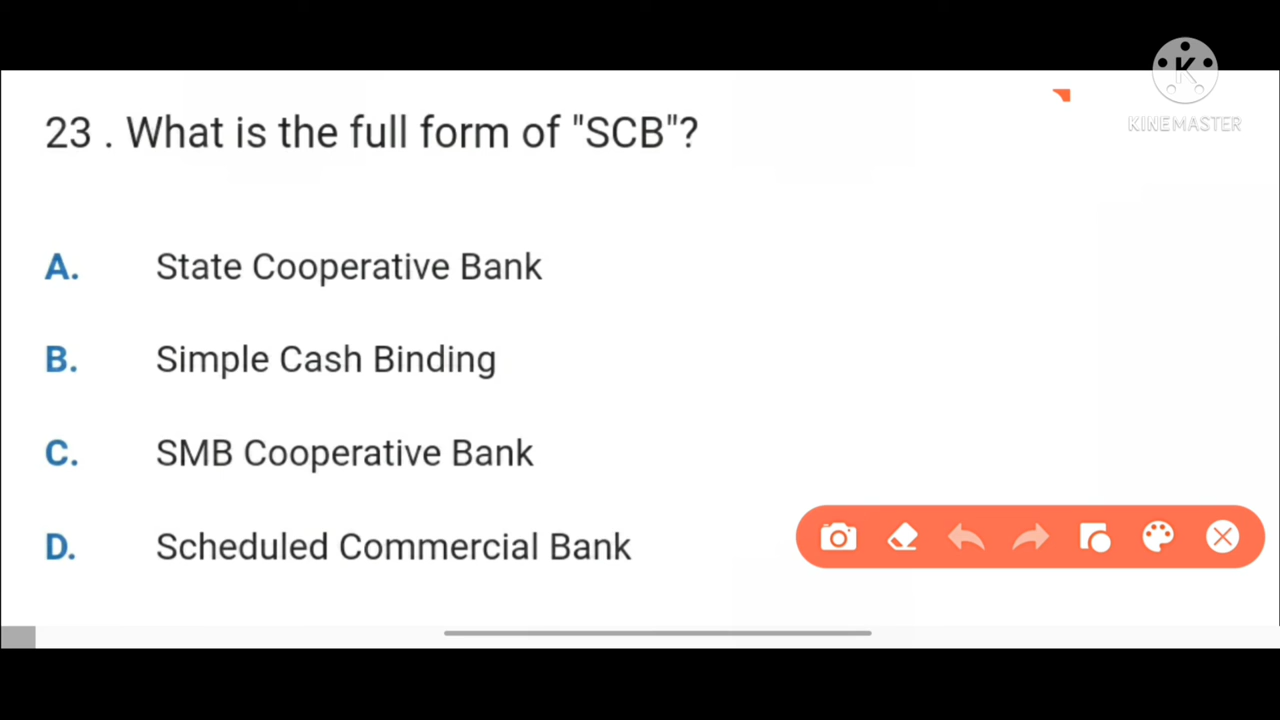 K
KINEMASTER
23 . What is the full form of "SCB"?
A. State Cooperative Bank
B. Simple Cash Binding
C. SMB Cooperative Bank
D. Scheduled Commercial Bank